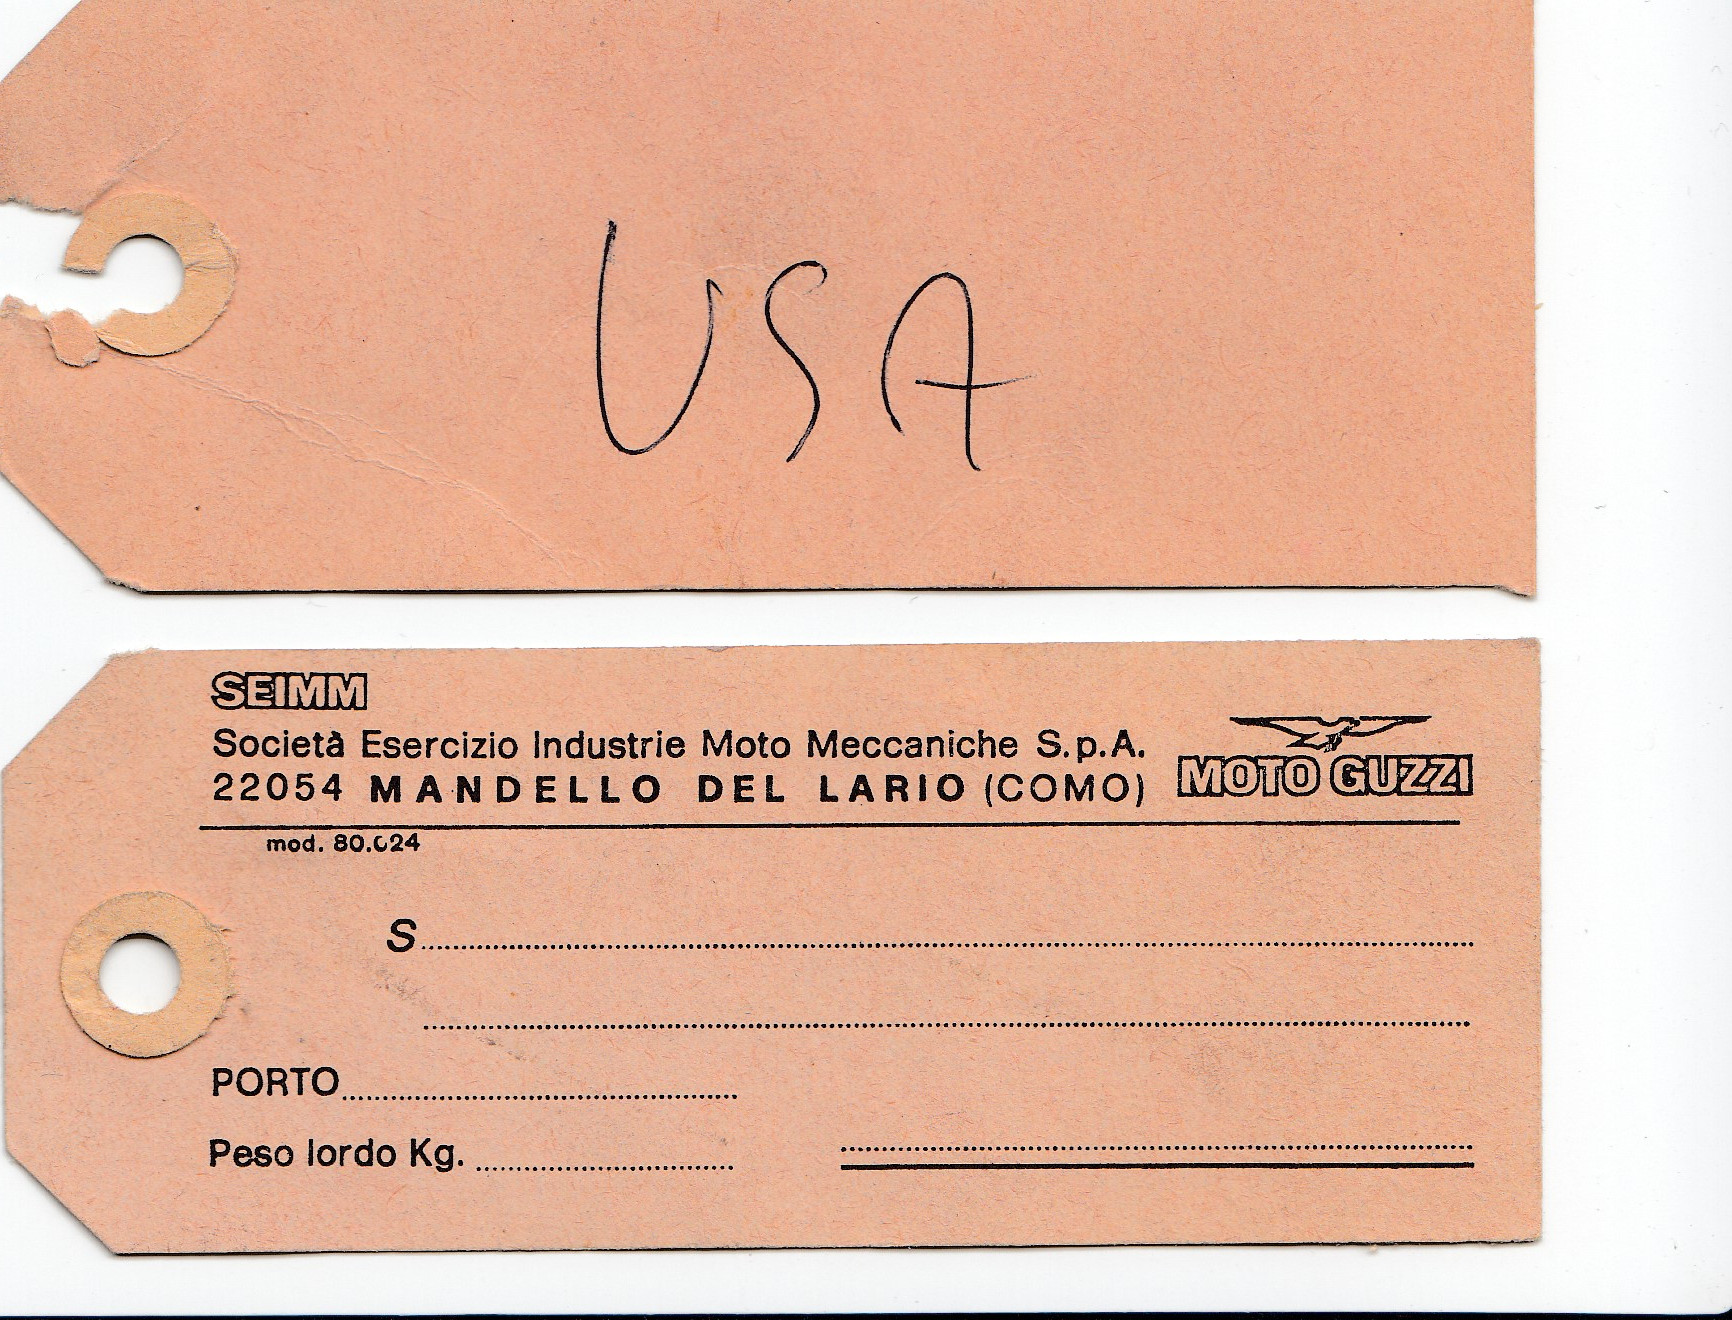 USA
SEIMM
Società Esercizio Industrie Moto Meccaniche S.p.A.
22054 MANDELLO DEL LARIO (COMO)
MOTO GUZZI
mod. 80.024
S
PORTO
Peso lordo Kg.